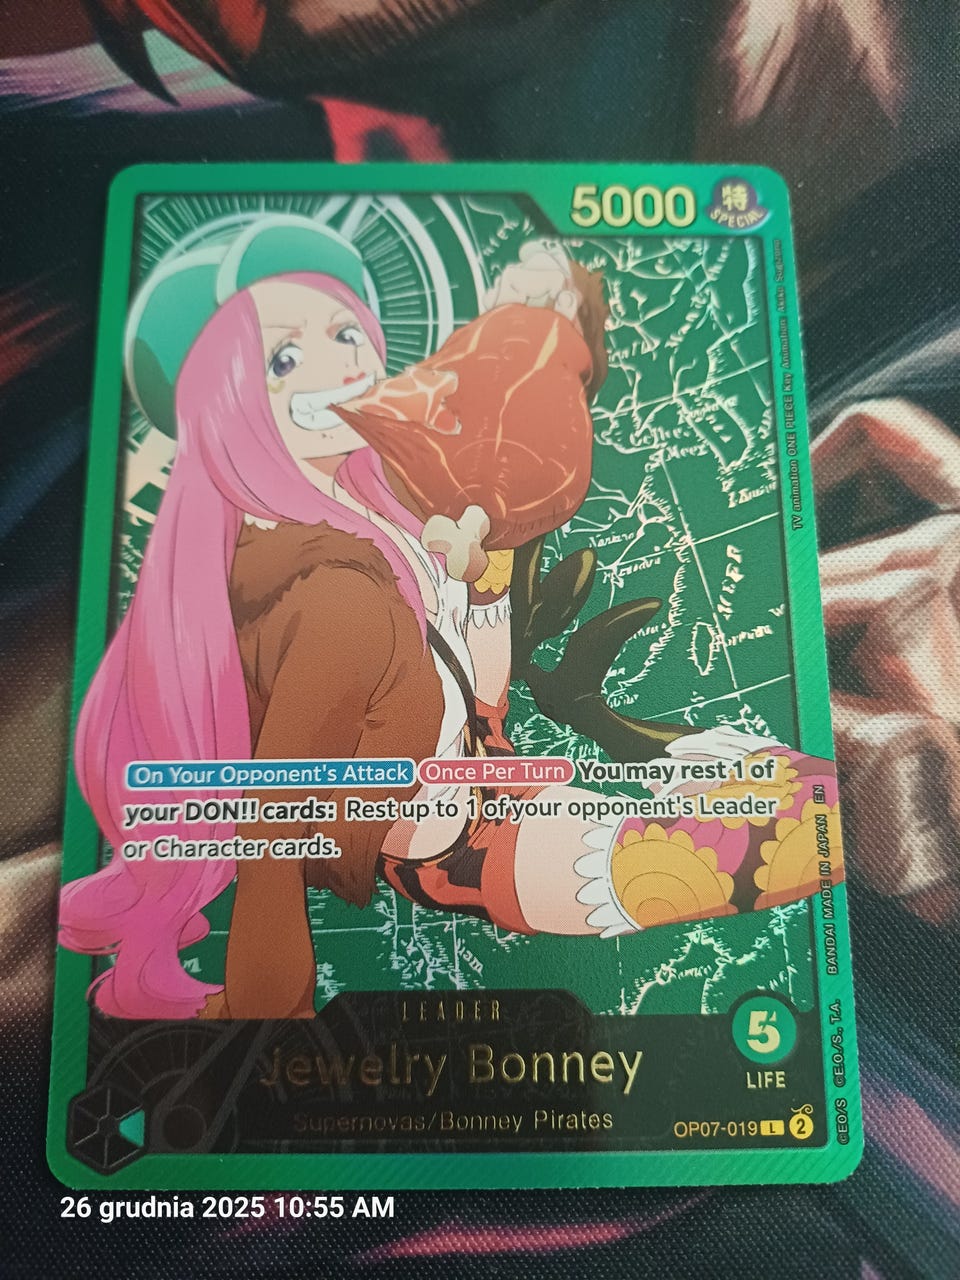 5000
特
SPECIAL
TV animation ONE PIECE Key Animation: Akiko Sugizono
On Your Opponent's Attack Once Per Turn You may rest 1 of
your DON!! cards: Rest up to 1 of your opponent's Leader
or Character cards.
BANDAI MADE IN JAPAN EN
©E.O/S ©E.O./S., T.A.
LEADER
Jewelry Bonney
Supernovas/Bonney Pirates
5
LIFE
OP07-019 L 2
26 grudnia 2025 10:55 AM